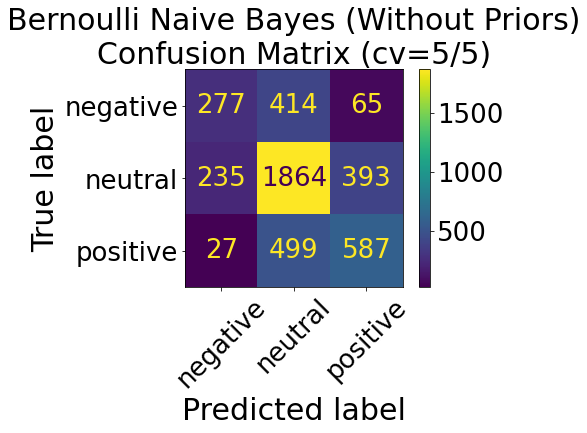 Bernoulli Naive Bayes (Without Priors)
Confusion Matrix (cv=5/5)
True label
negative 277 414 65
neutral 235 1864 393
positive 27 499 587
negative neutral positive
Predicted label
1500
1000
500